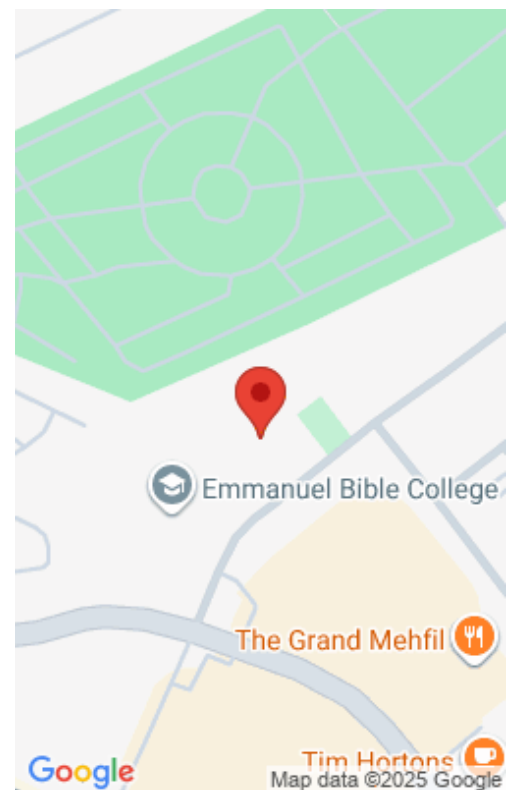 Emmanuel Bible College
The Grand Mehfil
Tim Hortons
Google
Map data ©2025 Google